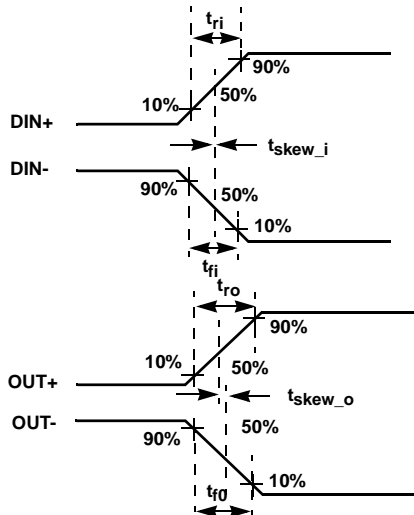 tri
90%
50%
10%
DIN+
tskew_i
DIN-
90%
50%
10%
tfi
tro
90%
10%
50%
OUT+
tskew_o
OUT-
90%
50%
10%
tf0